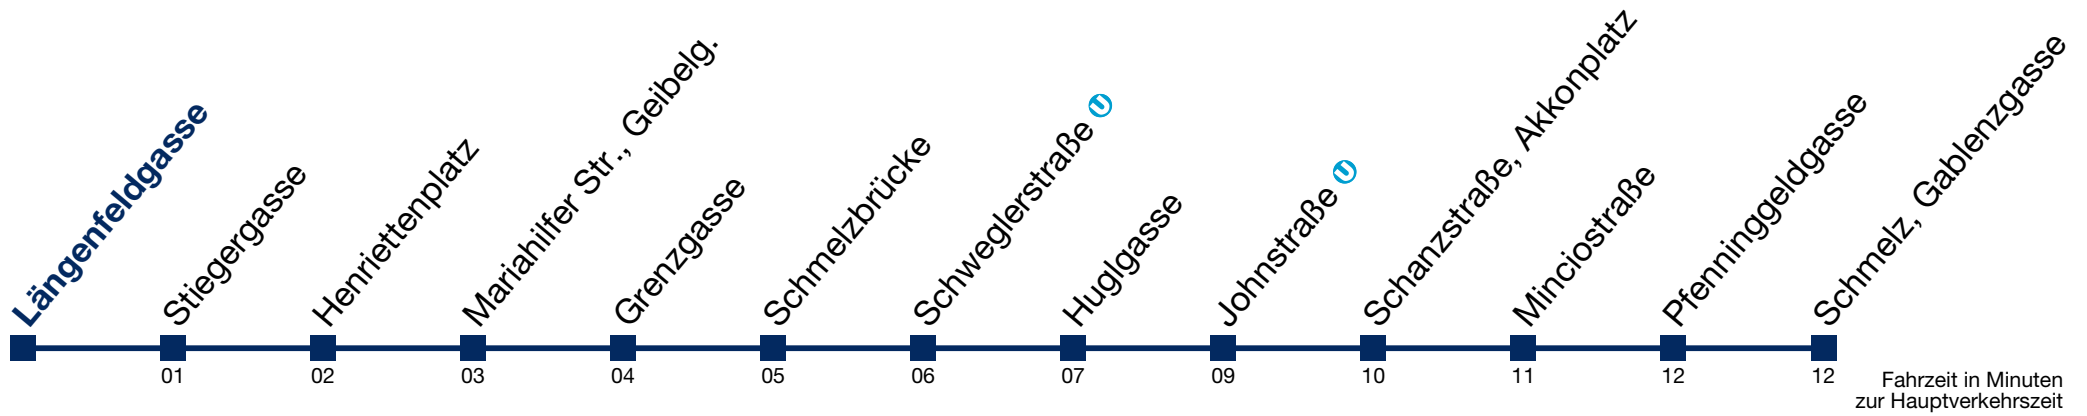 Längenfeldgasse
Stiegergasse
Henriettenplatz
Mariahilfer Str., Geibelg.
Grenzgasse
Schmelzbrücke
Schweglerstraße U
Huglgasse
Johnstraße U
Schanzstraße, Akkonplatz
Minciostraße
Pfenninggeldgasse
Schmelz, Gablenzgasse
01 02 03 04 05 06 07 09 10 11 12 12
Fahrzeit in Minuten
zur Hauptverkehrszeit